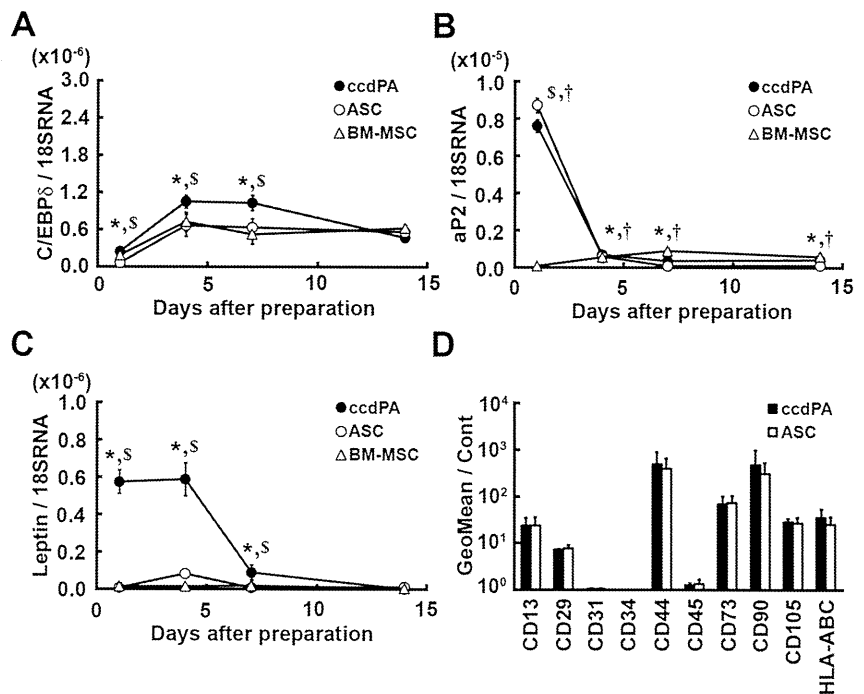 A
(x10⁻⁶)
C/EBPδ / 18SRNA
3.0
2.4
1.8
1.2
0.6
0.0
ccdPA
ASC
BM-MSC
*,$
*,$
*,$
0
5
10
15
Days after preparation
B
(x10⁻⁵)
aP2 / 18SRNA
1.0
0.8
0.6
0.4
0.2
0.0
ccdPA
ASC
BM-MSC
$,†
*,†
*,†
*,†
0
5
10
15
Days after preparation
C
(x10⁻⁶)
Leptin / 18SRNA
1.0
0.8
0.6
0.4
0.2
0.0
ccdPA
ASC
BM-MSC
*,$
*,$
*,$
0
5
10
15
Days after preparation
D
GeoMean / Cont
10⁴
10³
10²
10¹
10⁰
ccdPA
ASC
CD13
CD29
CD31
CD34
CD44
CD45
CD73
CD90
CD105
HLA-ABC